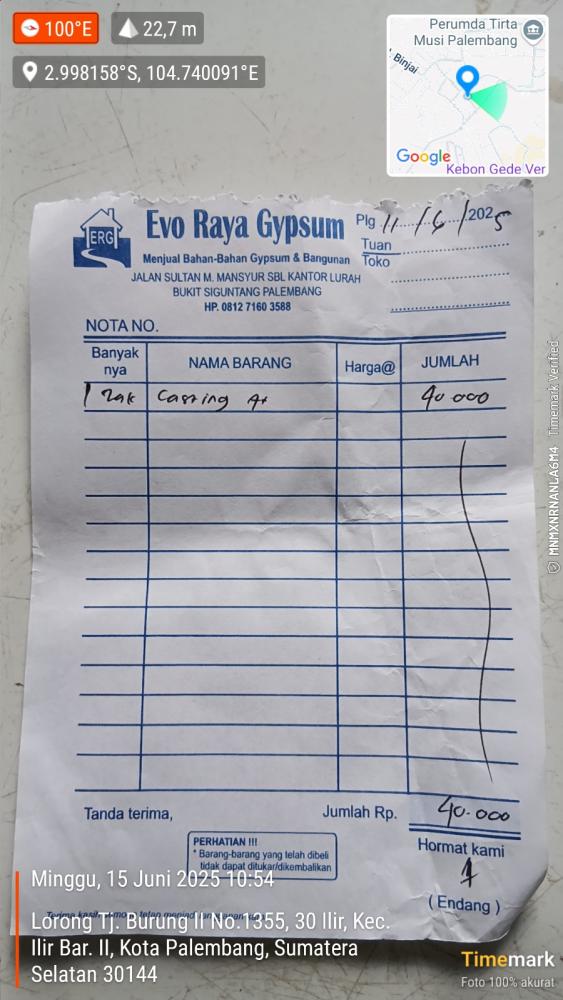 100°E
22,7 m
2.998158°S, 104.740091°E
Perumda Tirta
Musi Palembang
Binjai
Google
Kebon Gede Ver
ERG
Evo Raya Gypsum
Menjual Bahan-Bahan Gypsum & Bangunan
JALAN SULTAN M. MANSYUR SBL KANTOR LURAH
BUKIT SIGUNTANG PALEMBANG
HP. 0812 7160 3588
Plg 11/6/2025
Tuan
Toko
NOTA NO.
Banyak nya NAMA BARANG Harga@ JUMLAH
1 zak Casting A+ 40 000
Tanda terima, Jumlah Rp. 40.000
PERHATIAN !!!
* Barang-barang yang telah dibeli
tidak dapat ditukar/dikembalikan
Hormat kami
( Endang )
Terima kasih
Minggu, 15 Juni 2025 10:54
Lorong Tj. Burung II No.1355, 30 Ilir, Kec.
Ilir Bar. II, Kota Palembang, Sumatera
Selatan 30144
Timemark
Foto 100% akurat
MNMXNRNANLA6M4 Timemark Verified